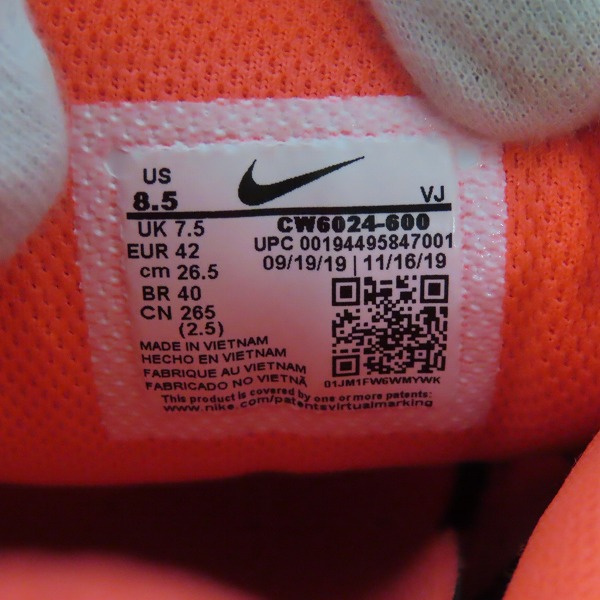 US
8.5
VJ
UK 7.5
CW6024-600
EUR 42
UPC 00194495847001
cm 26.5
09/19/19 | 11/16/19
BR 40
CN 265
(2.5)
MADE IN VIETNAM
HECHO EN VIETNAM
FABRIQUE AU VIETNAM
FABRICADO NO VIETNÃ
01JM1FW6WMYWK
This product is covered by one or more patents:
www.nike.com/patentsvirtualmarking